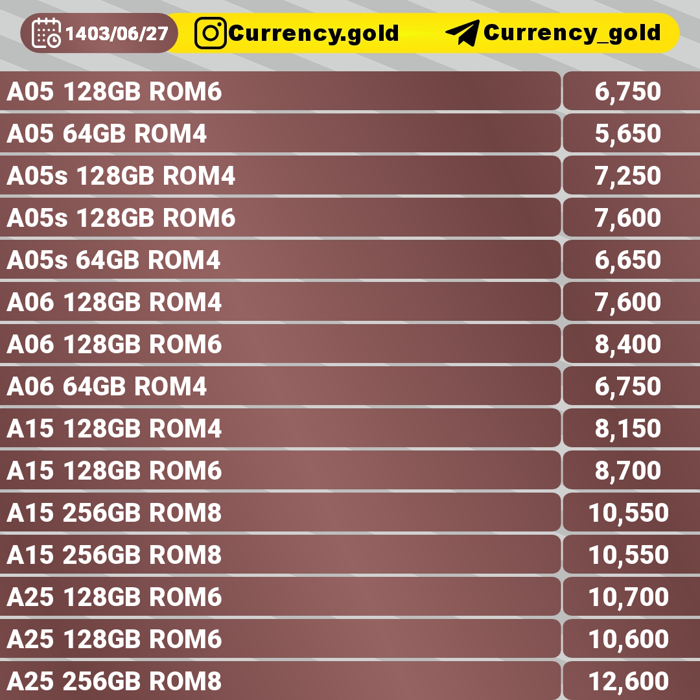 1403/06/27 Currency.gold Currency_gold
A05 128GB ROM6 6,750
A05 64GB ROM4 5,650
A05s 128GB ROM4 7,250
A05s 128GB ROM6 7,600
A05s 64GB ROM4 6,650
A06 128GB ROM4 7,600
A06 128GB ROM6 8,400
A06 64GB ROM4 6,750
A15 128GB ROM4 8,150
A15 128GB ROM6 8,700
A15 256GB ROM8 10,550
A15 256GB ROM8 10,550
A25 128GB ROM6 10,700
A25 128GB ROM6 10,600
A25 256GB ROM8 12,600